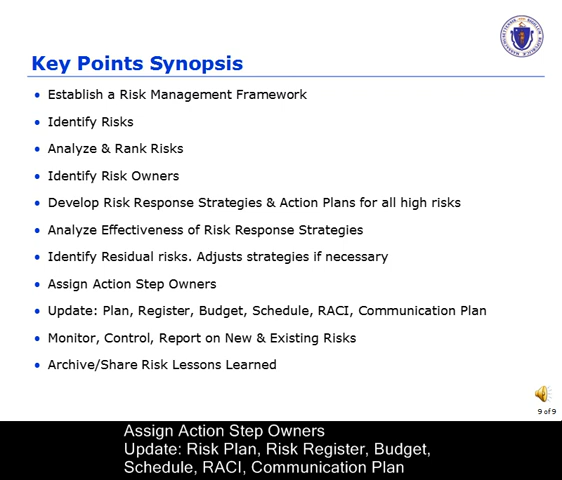 Key Points Synopsis
• Establish a Risk Management Framework
• Identify Risks
• Analyze & Rank Risks
• Identify Risk Owners
• Develop Risk Response Strategies & Action Plans for all high risks
• Analyze Effectiveness of Risk Response Strategies
• Identify Residual risks. Adjusts strategies if necessary
• Assign Action Step Owners
• Update: Plan, Register, Budget, Schedule, RACI, Communication Plan
• Monitor, Control, Report on New & Existing Risks
• Archive/Share Risk Lessons Learned
9 of 9
Assign Action Step Owners
Update: Risk Plan, Risk Register, Budget,
Schedule, RACI, Communication Plan